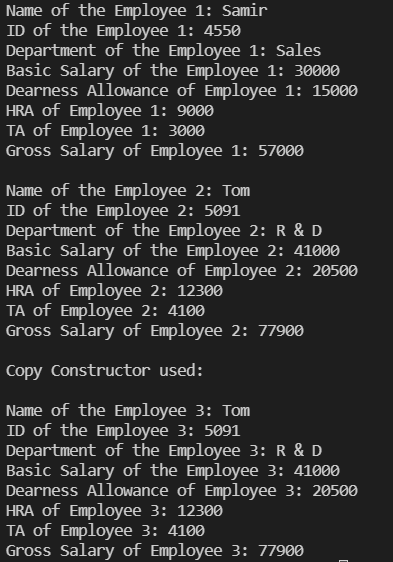 Name of the Employee 1: Samir
ID of the Employee 1: 4550
Department of the Employee 1: Sales
Basic Salary of the Employee 1: 30000
Dearness Allowance of Employee 1: 15000
HRA of Employee 1: 9000
TA of Employee 1: 3000
Gross Salary of Employee 1: 57000

Name of the Employee 2: Tom
ID of the Employee 2: 5091
Department of the Employee 2: R & D
Basic Salary of the Employee 2: 41000
Dearness Allowance of Employee 2: 20500
HRA of Employee 2: 12300
TA of Employee 2: 4100
Gross Salary of Employee 2: 77900

Copy Constructor used:

Name of the Employee 3: Tom
ID of the Employee 3: 5091
Department of the Employee 3: R & D
Basic Salary of the Employee 3: 41000
Dearness Allowance of Employee 3: 20500
HRA of Employee 3: 12300
TA of Employee 3: 4100
Gross Salary of Employee 3: 77900